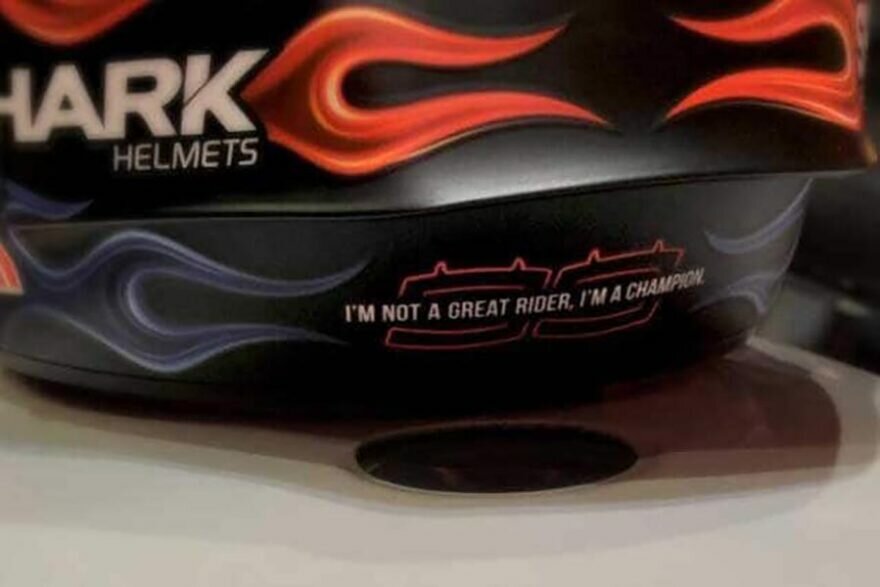 HARK
HELMETS
I'M NOT A GREAT RIDER, I'M A CHAMPION.